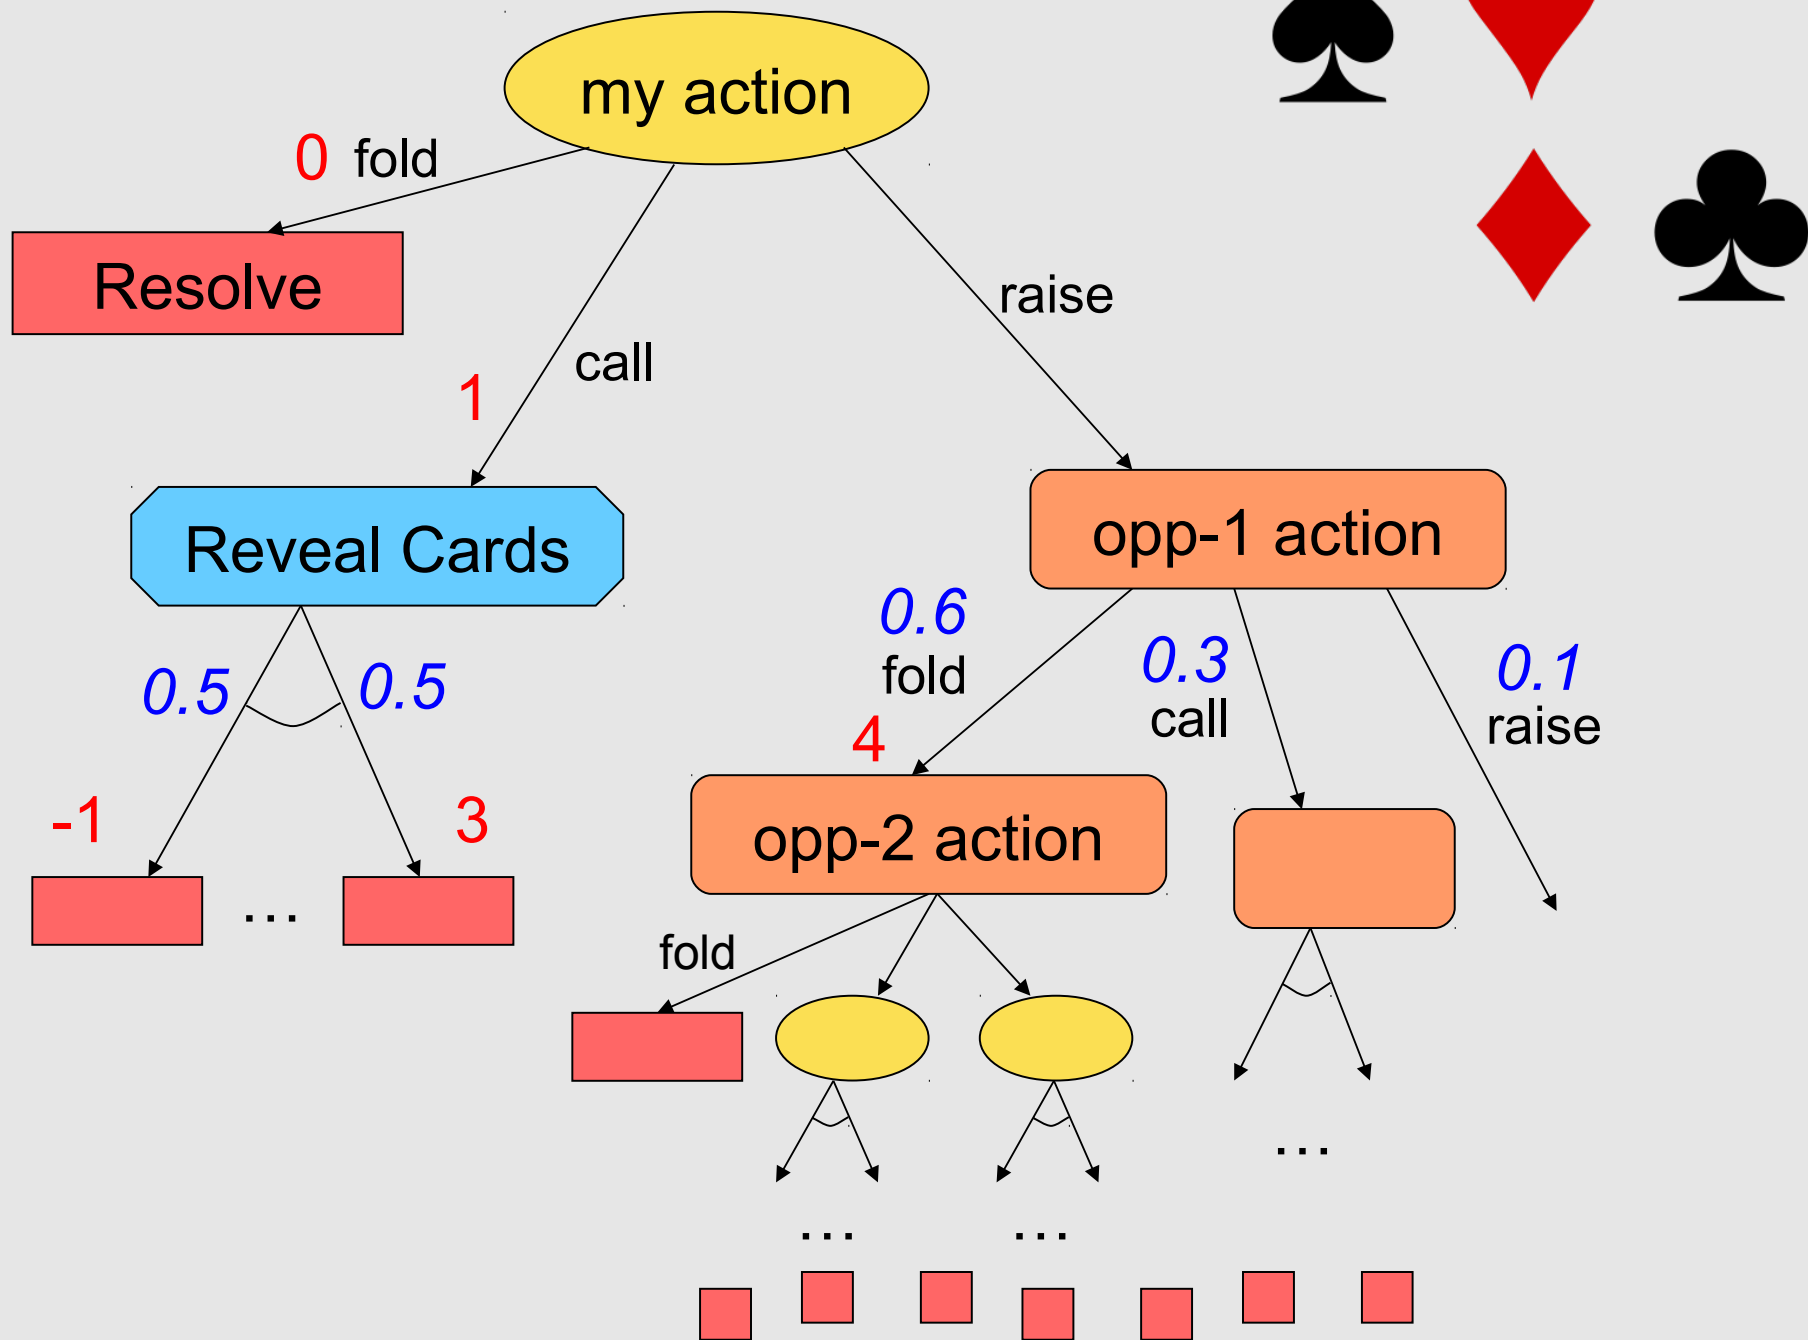 my action
0 fold
Resolve
raise
call
1
Reveal Cards
opp-1 action
0.5
0.5
0.6
fold
0.3
call
0.1
raise
4
-1
3
...
opp-2 action
fold
...
...
...